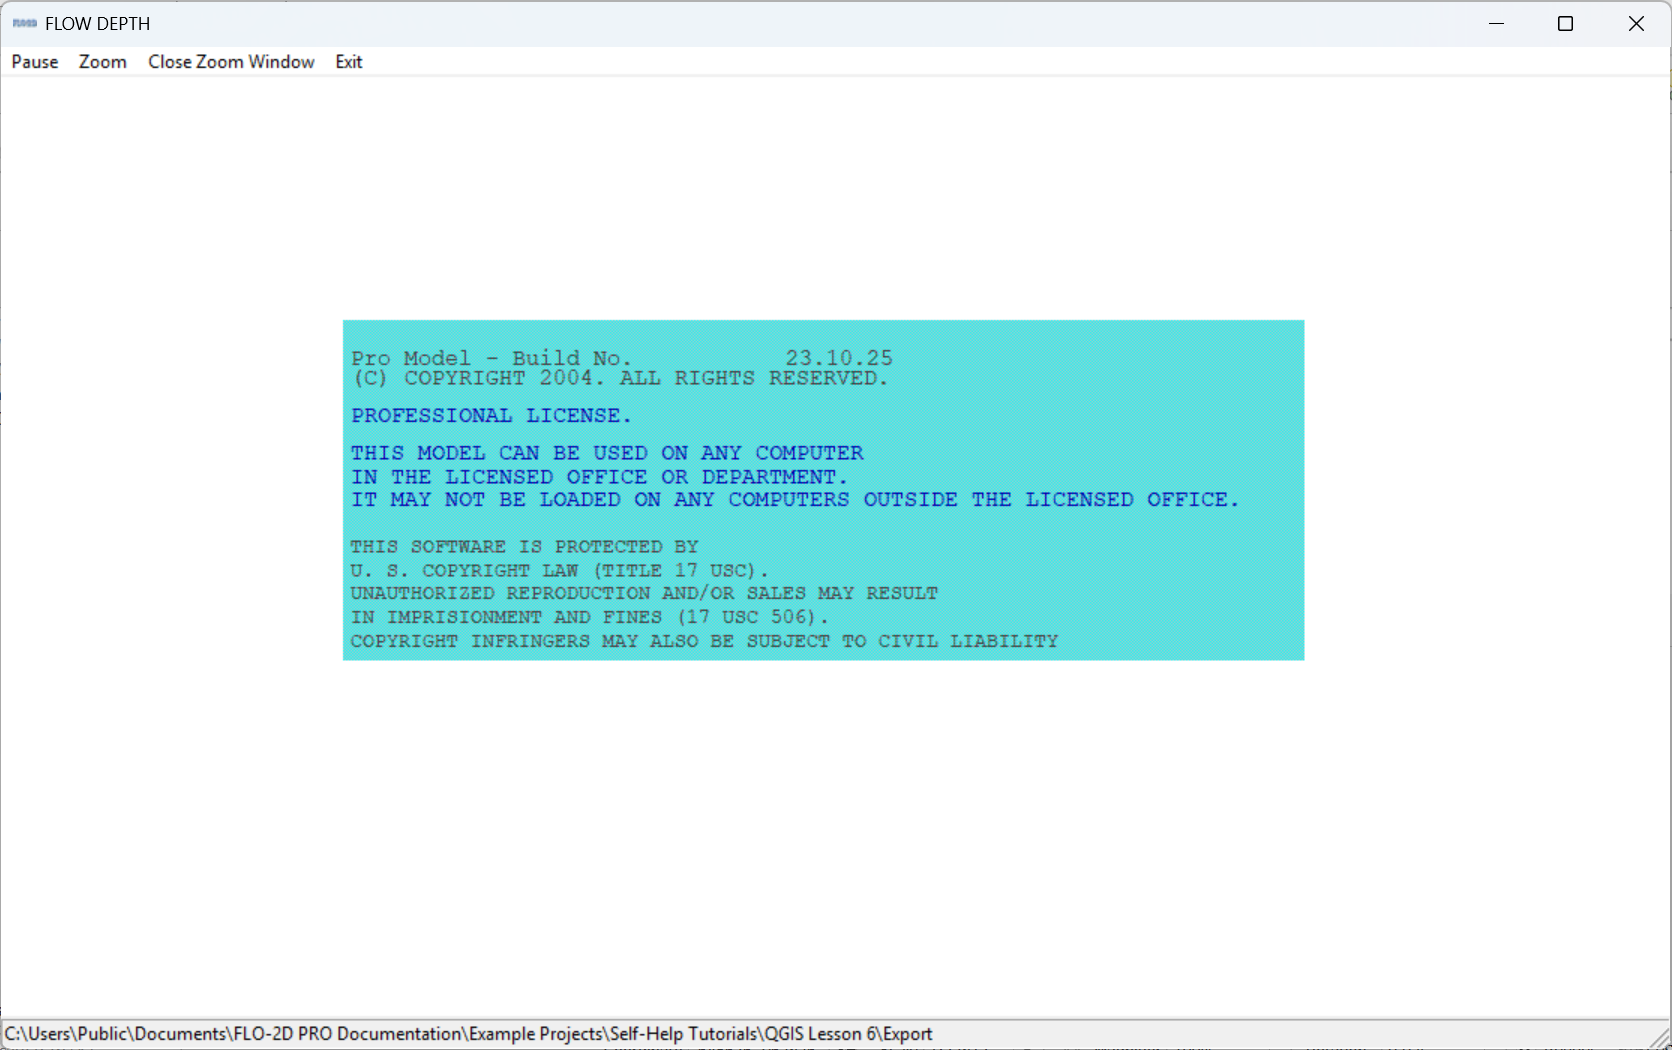 FLOW DEPTH
Pause Zoom Close Zoom Window Exit
Pro Model - Build No. 23.10.25
(C) COPYRIGHT 2004. ALL RIGHTS RESERVED.
PROFESSIONAL LICENSE.
THIS MODEL CAN BE USED ON ANY COMPUTER
IN THE LICENSED OFFICE OR DEPARTMENT.
IT MAY NOT BE LOADED ON ANY COMPUTERS OUTSIDE THE LICENSED OFFICE.
THIS SOFTWARE IS PROTECTED BY
U. S. COPYRIGHT LAW (TITLE 17 USC).
UNAUTHORIZED REPRODUCTION AND/OR SALES MAY RESULT
IN IMPRISIONMENT AND FINES (17 USC 506).
COPYRIGHT INFRINGERS MAY ALSO BE SUBJECT TO CIVIL LIABILITY
C:\Users\Public\Documents\FLO-2D PRO Documentation\Example Projects\Self-Help Tutorials\QGIS Lesson 6\Export